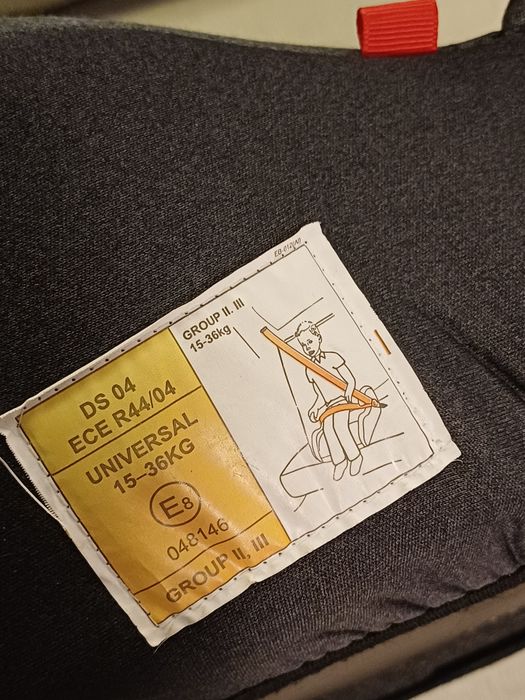 DS 04
ECE R44/04
UNIVERSAL
15–36KG
E8
048146
GROUP II, III
GROUP II. III
15-36kg